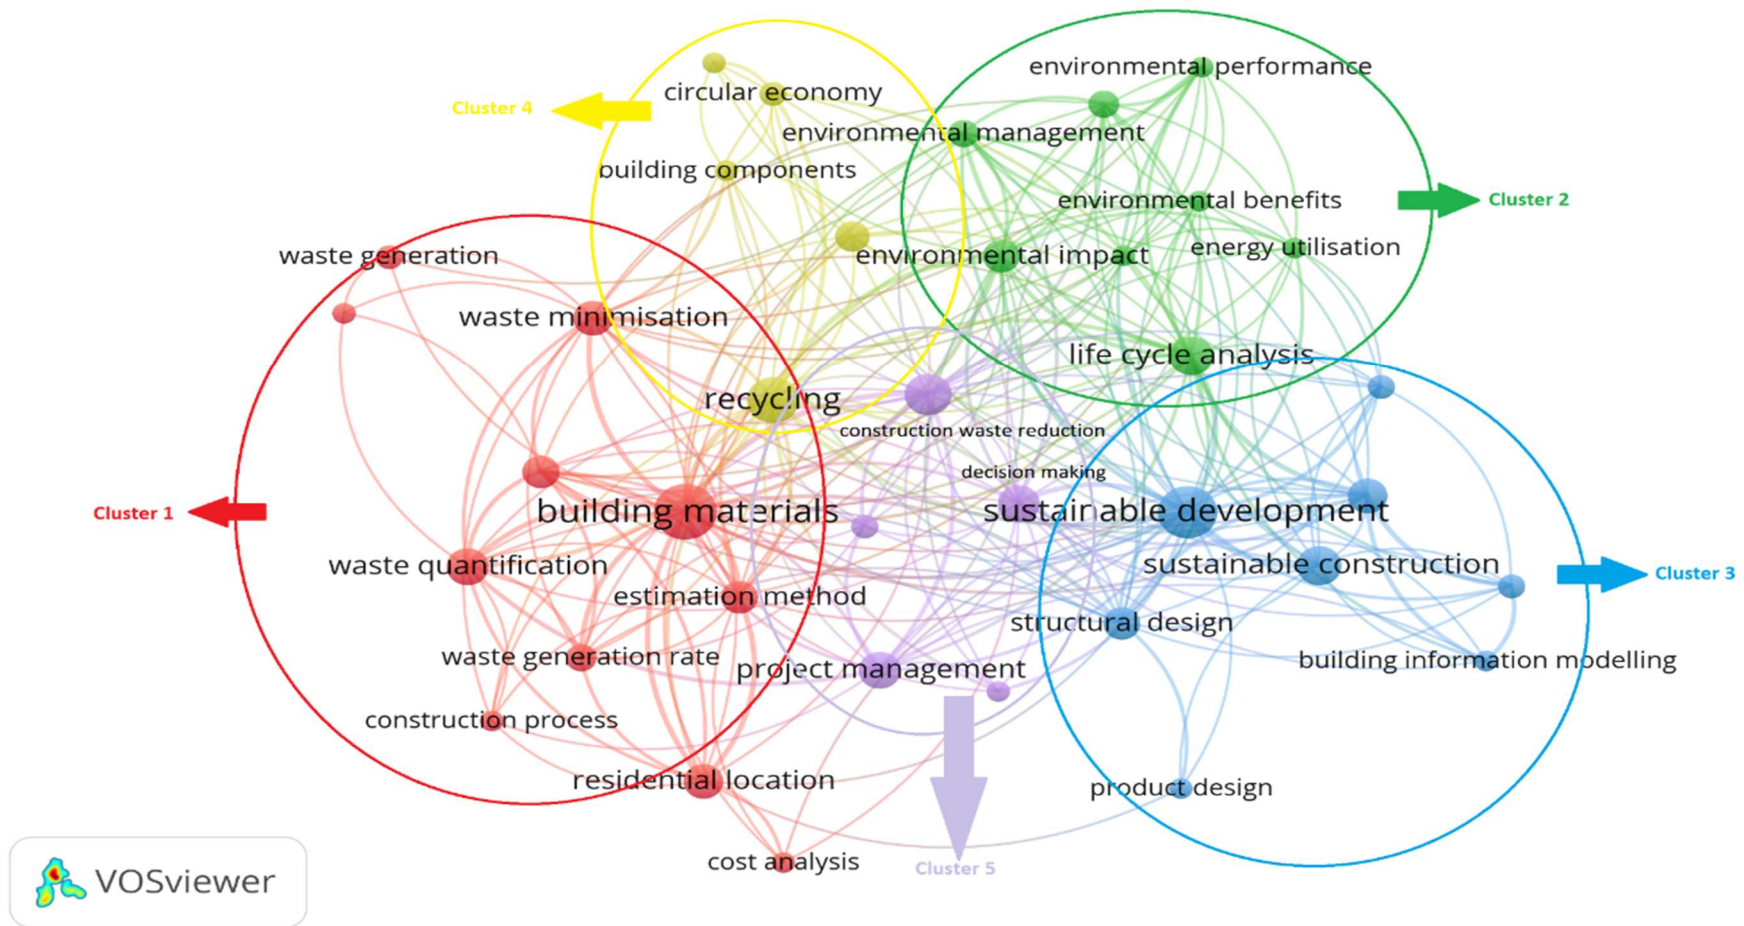 environmental performance
circular economy
Cluster 4
environmental management
building components
environmental benefits
Cluster 2
waste generation
environmental impact
energy utilisation
waste minimisation
life cycle analysis
recycling
construction waste reduction
decision making
building materials
sustainable development
Cluster 1
waste quantification
sustainable construction
Cluster 3
estimation method
structural design
waste generation rate
project management
building information modelling
construction process
residential location
product design
cost analysis
Cluster 5
VOSviewer